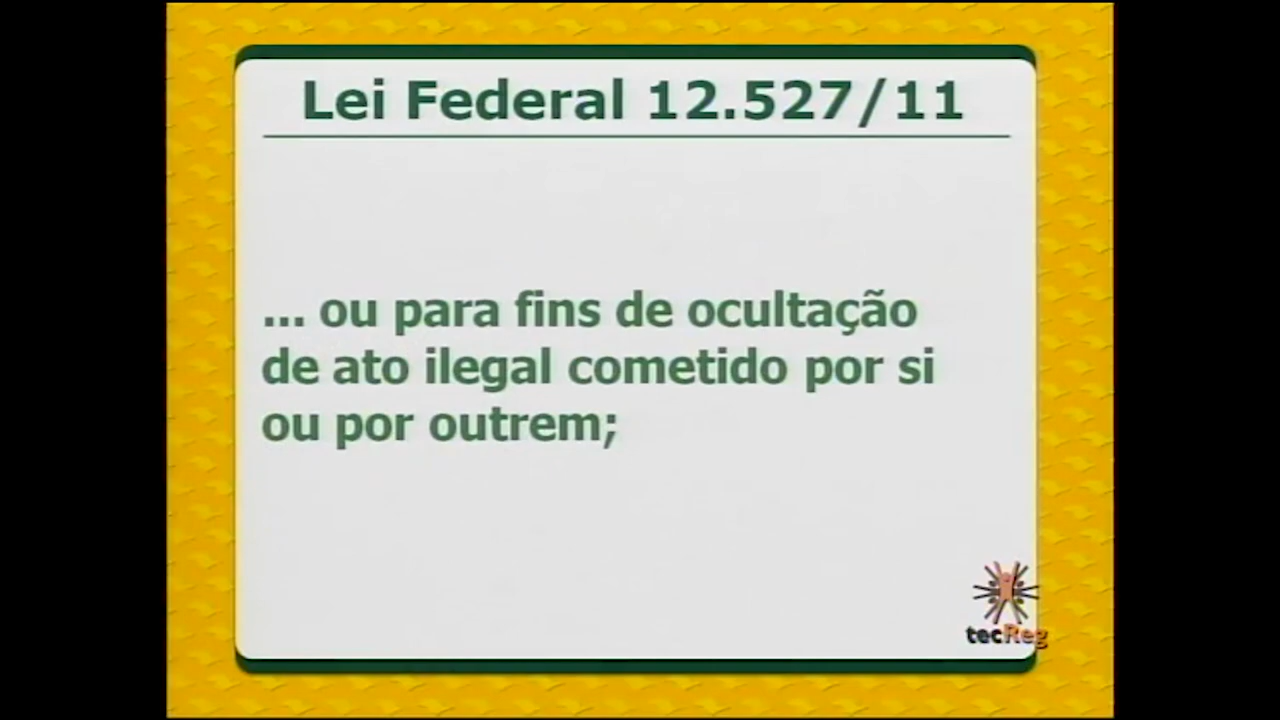 Lei Federal 12.527/11
... ou para fins de ocultação
de ato ilegal cometido por si
ou por outrem;
tecReg